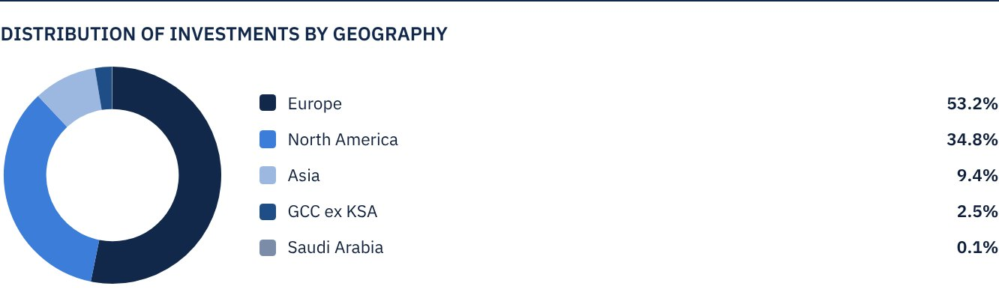 DISTRIBUTION OF INVESTMENTS BY GEOGRAPHY
Europe 53.2%
North America 34.8%
Asia 9.4%
GCC ex KSA 2.5%
Saudi Arabia 0.1%